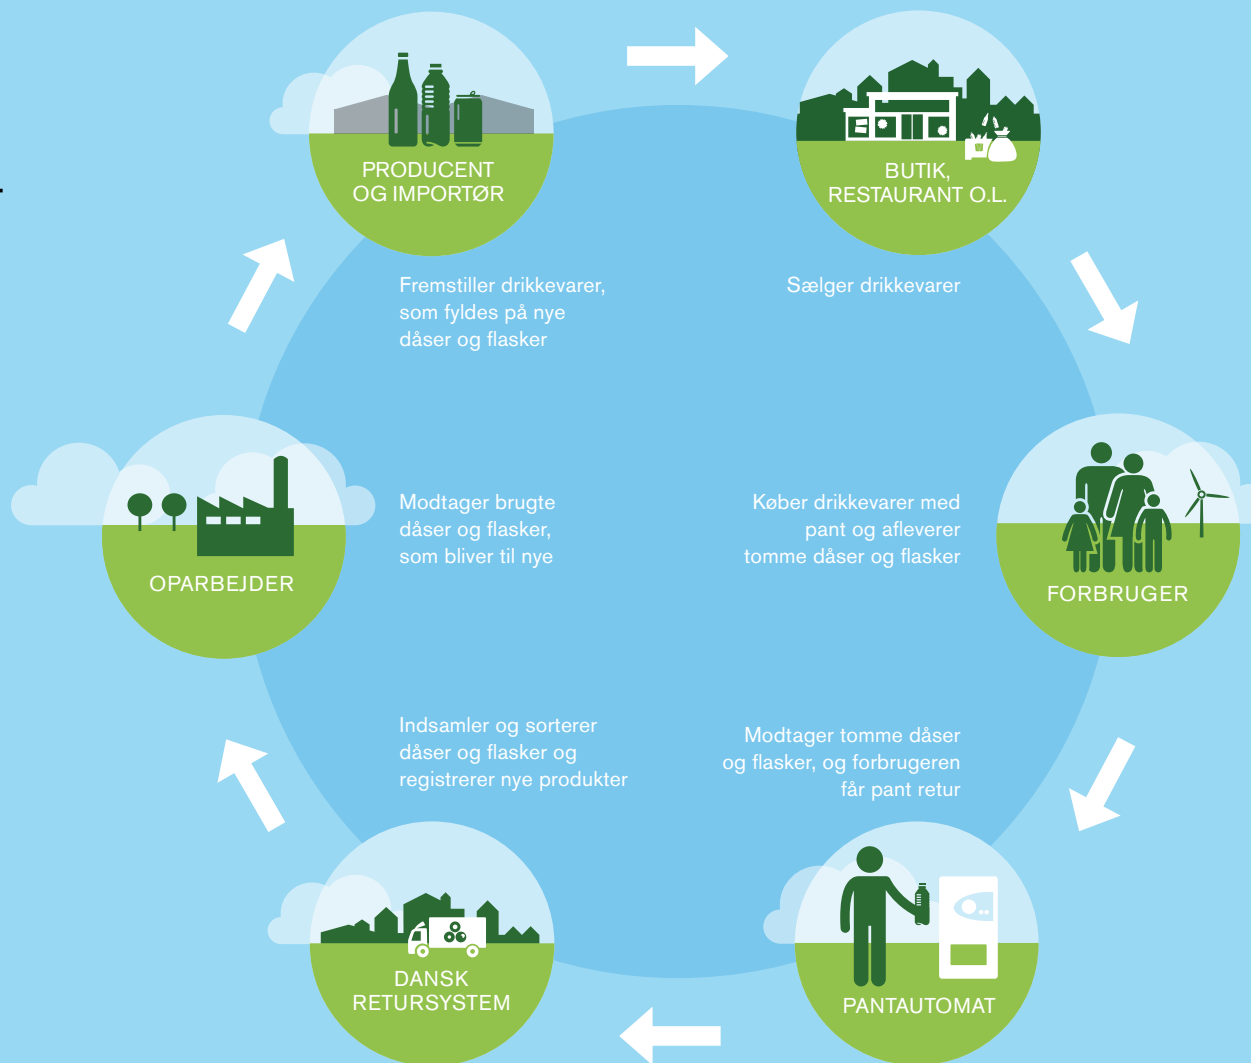 PRODUCENT
OG IMPORTØR
BUTIK,
RESTAURANT O.L.
Fremstiller drikkevarer,
som fyldes på nye
dåser og flasker
Sælger drikkevarer
Modtager brugte
dåser og flasker,
som bliver til nye
Køber drikkevarer med
pant og afleverer
tomme dåser og flasker
OPARBEJDER
FORBRUGER
Indsamler og sorterer
dåser og flasker og
registrerer nye produkter
Modtager tomme dåser
og flasker, og forbrugeren
får pant retur
DANSK
RETURSYSTEM
PANTAUTOMAT